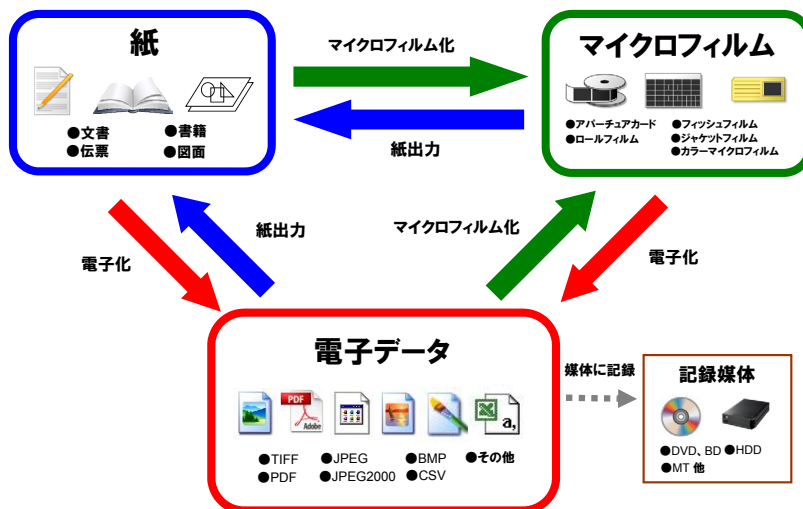 紙
●文書
●書籍
●伝票
●図面
マイクロフィルム化
紙出力
マイクロフィルム
●アパーチュアカード
●フィッシュフィルム
●ロールフィルム
●ジャケットフィルム
●カラーマイクロフィルム
電子化
紙出力
マイクロフィルム化
電子化
電子データ
PDF
Adobe
a,
●TIFF
●JPEG
●BMP
●その他
●PDF
●JPEG2000
●CSV
媒体に記録
記録媒体
●DVD、BD
●HDD
●MT 他